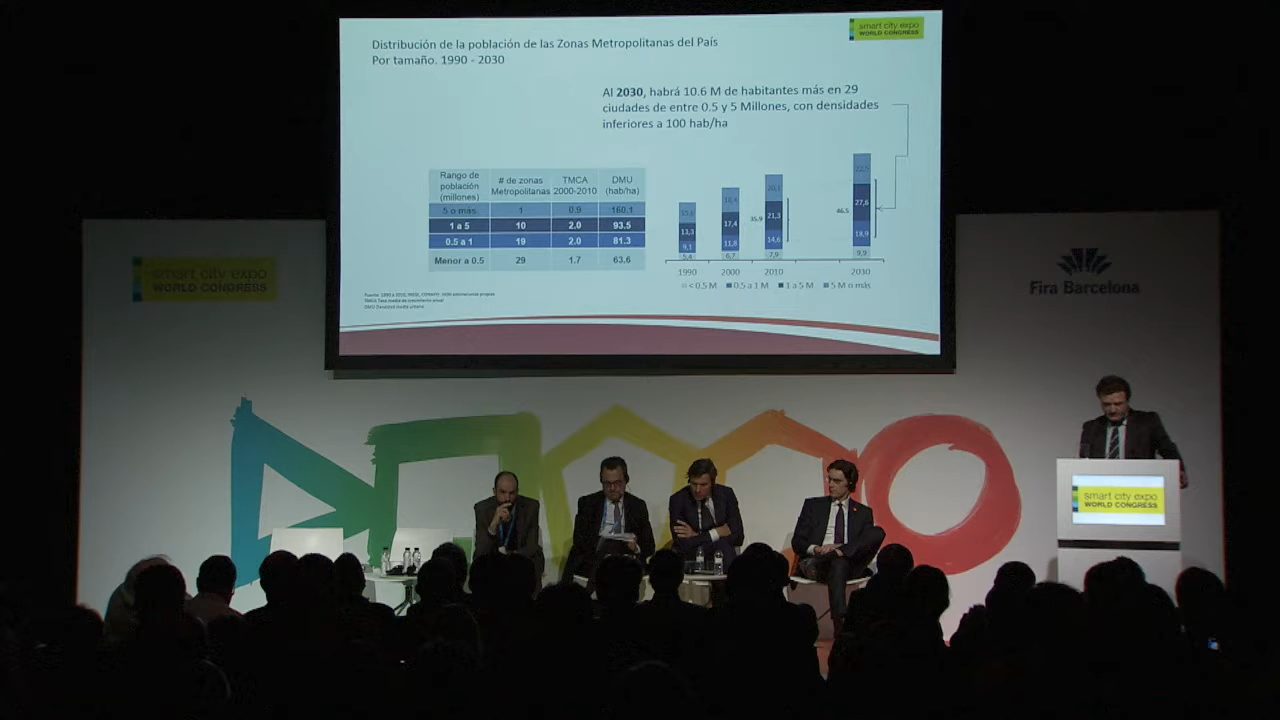 smart city expo
WORLD CONGRESS
Distribución de la población de las Zonas Metropolitanas del País
Por tamaño. 1990 - 2030
Al 2030, habrá 10.6 M de habitantes más en 29
ciudades de entre 0.5 y 5 Millones, con densidades
inferiores a 100 hab/ha
Rango de población (millones) # de zonas Metropolitanas TMCA 2000-2010 DMU (hab/ha)
5 o más 1 0.9 160.1
1 a 5 10 2.0 93.5
0.5 a 1 19 2.0 81.3
Menor a 0.5 29 1.7 63.6
13,3 17,4 21,3 27,6
9,1 11,8 14,6 18,9
5,4 6,7 7,9 9,9
35.9 46.5
1990 2000 2010 2030
< 0.5 M 0.5 a 1 M 1 a 5 M 5 M o más
smart city expo
WORLD CONGRESS
Fira Barcelona
smart city expo
WORLD CONGRESS